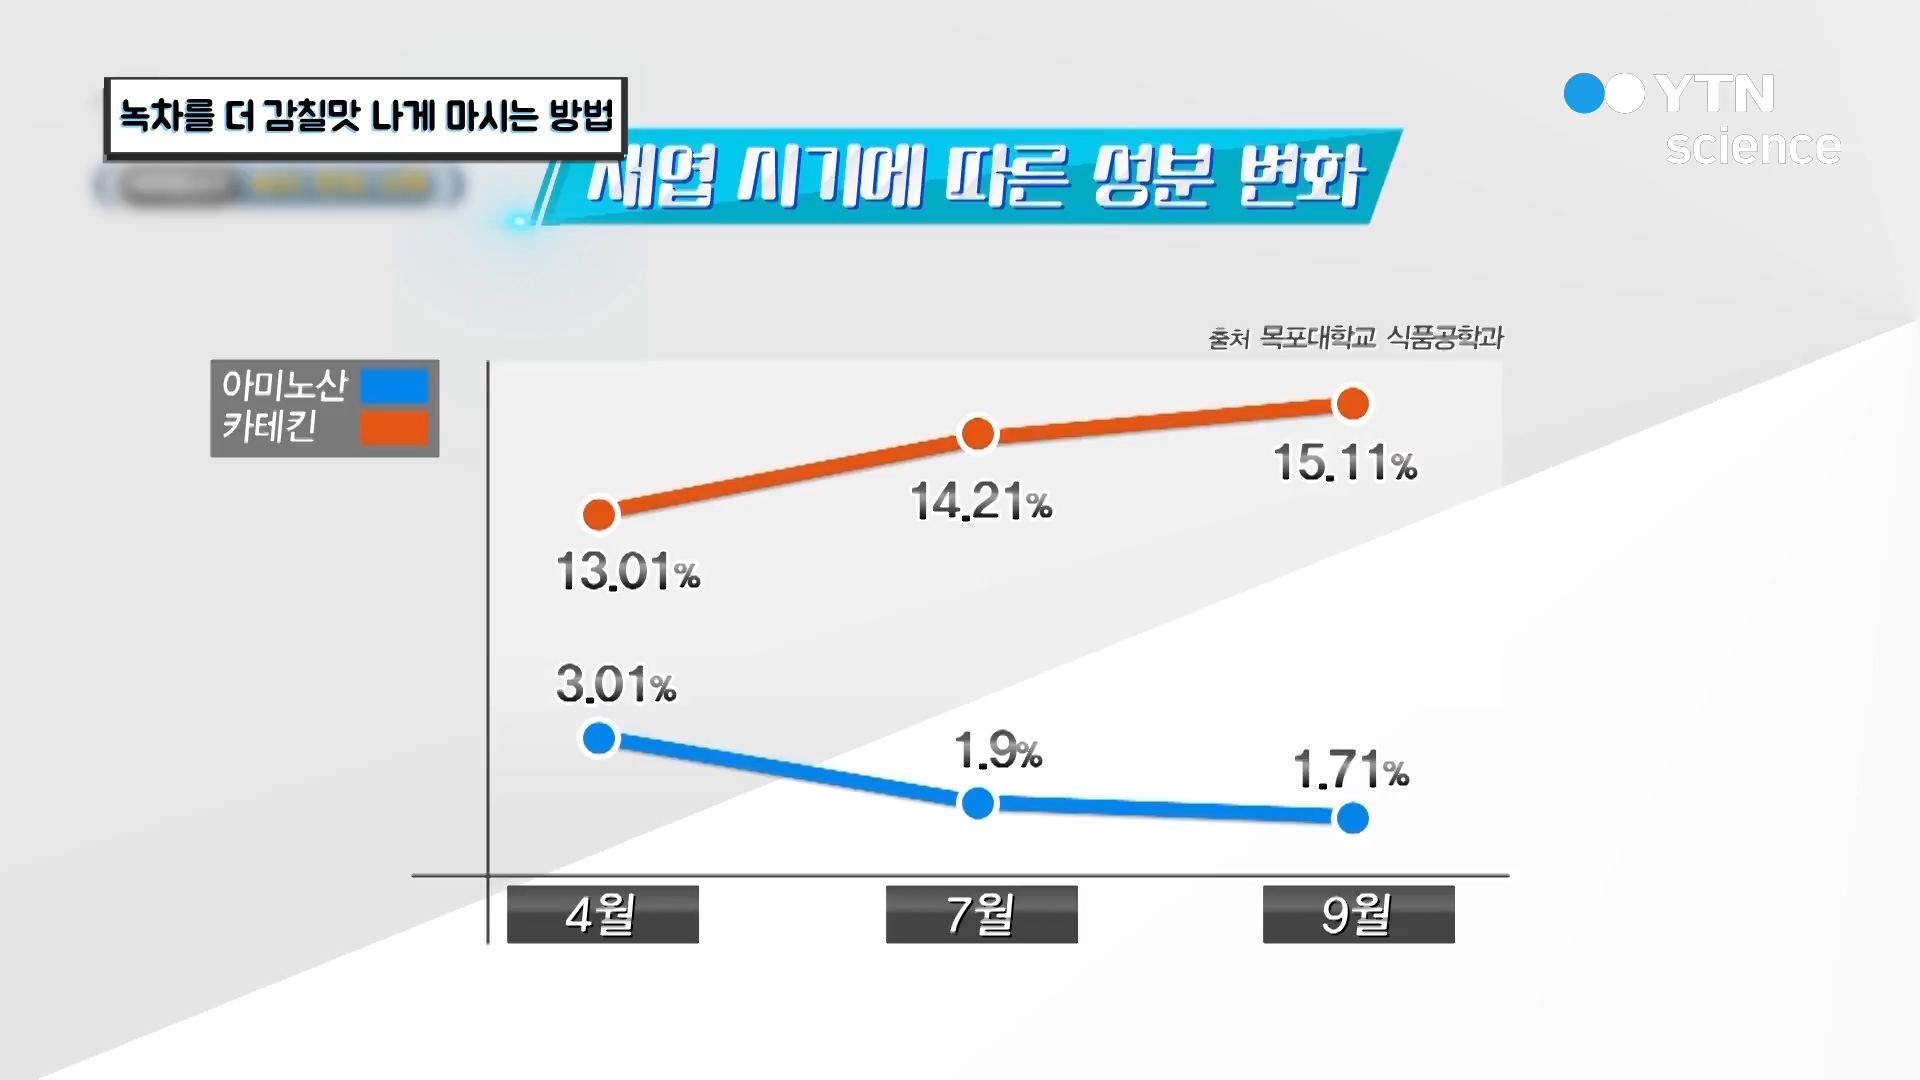 녹차를 더 감칠맛 나게 마시는 방법
YTN
science
채엽 시기에 따른 성분 변화
출처 목포대학교 식품공학과
아미노산
카테킨
15.11%
14.21%
13.01%
3.01%
1.9%
1.71%
4월 7월 9월